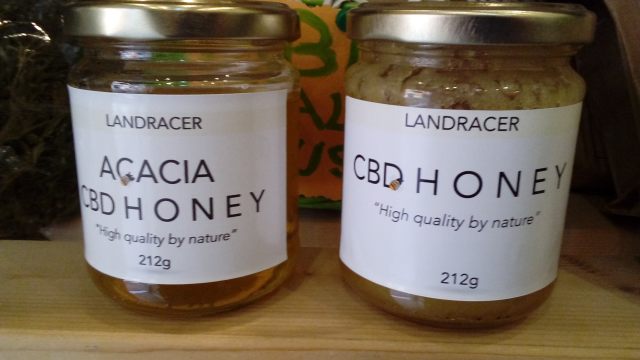 LANDRACER
ACACIA
CBD HONEY
"High quality by nature"
212g
LANDRACER
CBD HONEY
"High quality by nature"
212g